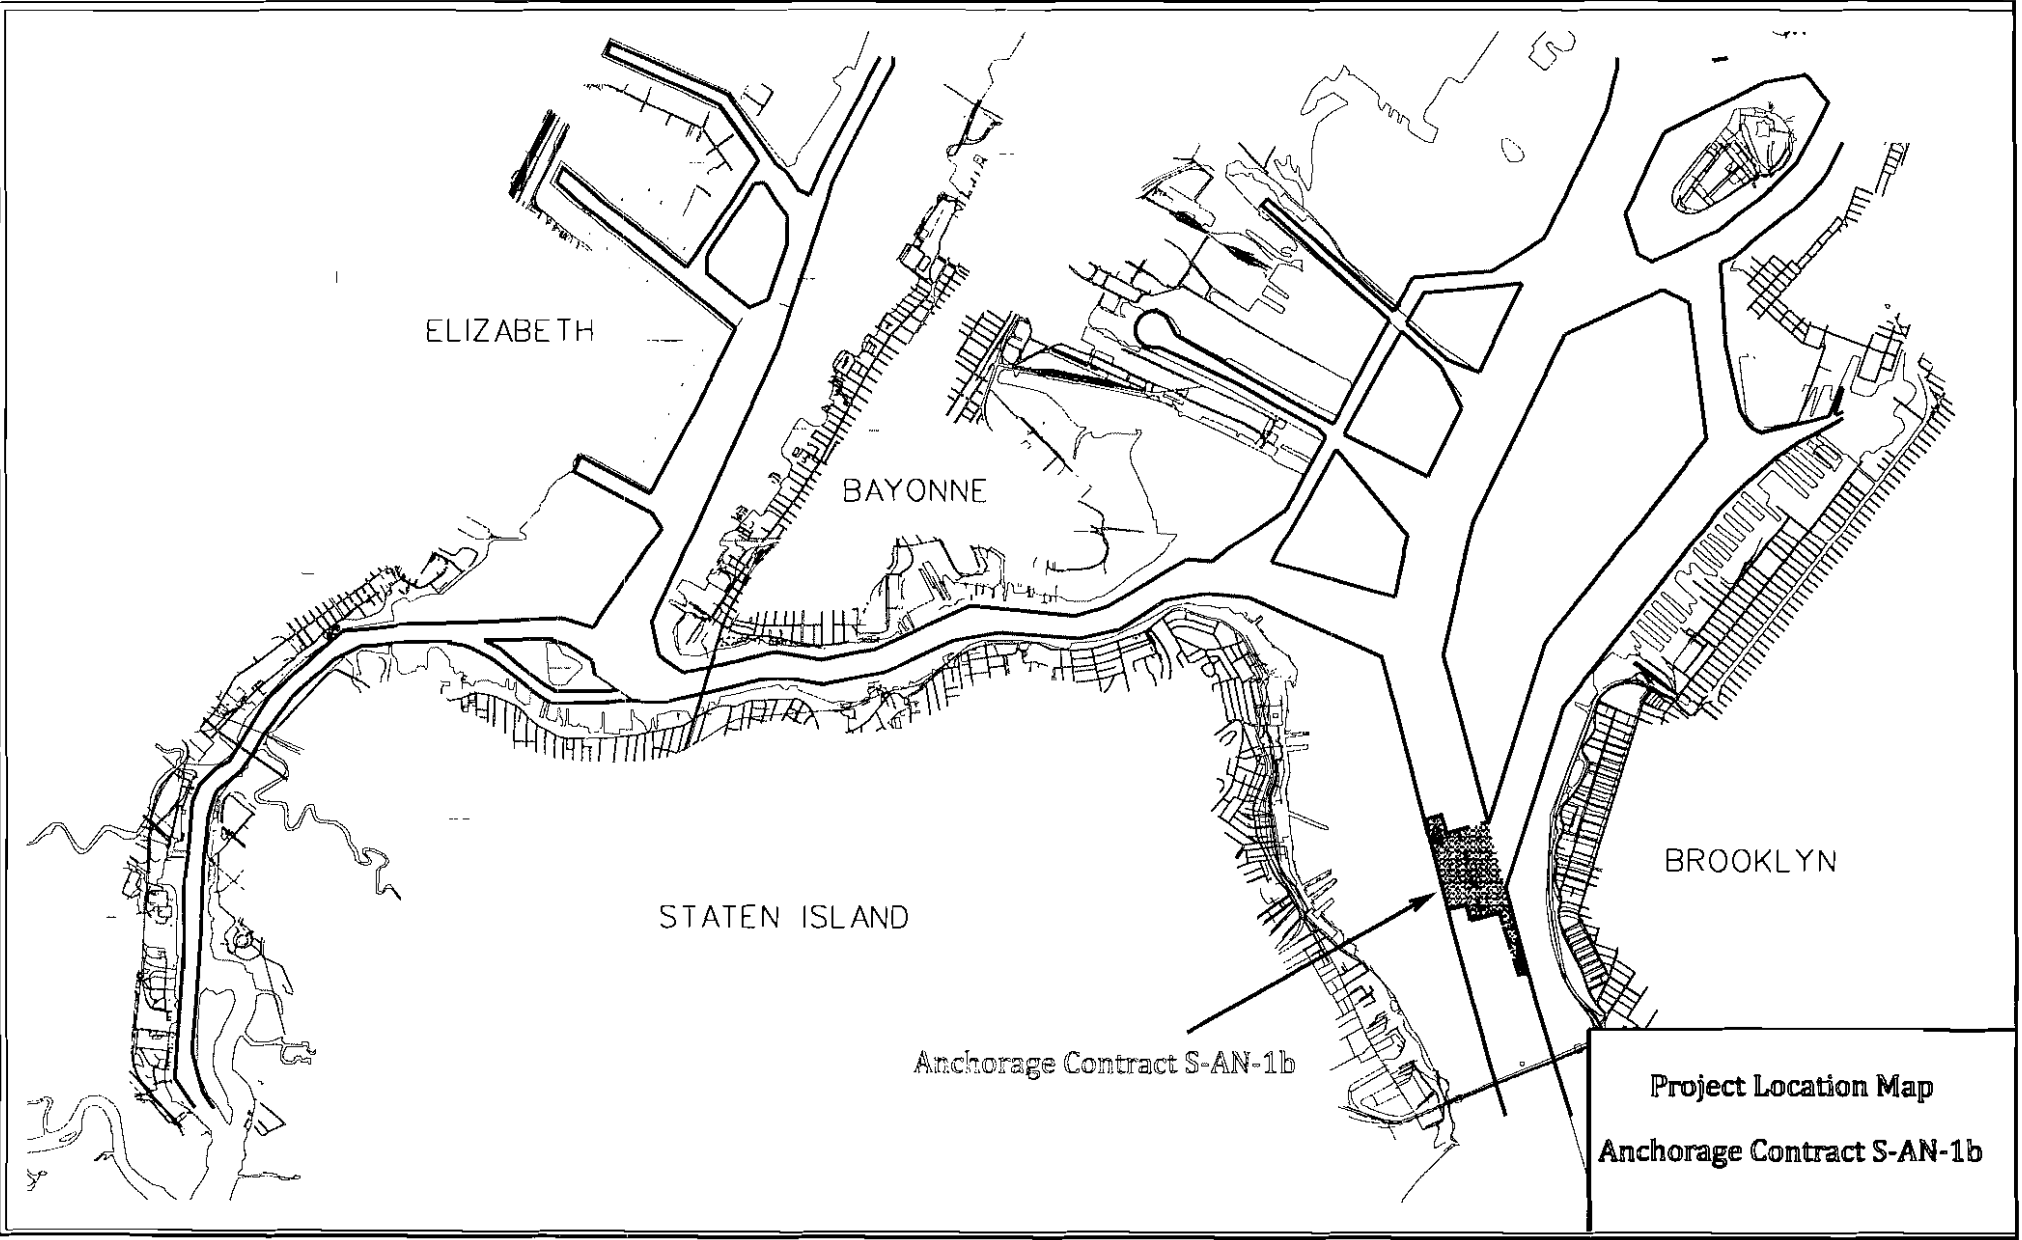 ELIZABETH
BAYONNE
BROOKLYN
STATEN ISLAND
Anchorage Contract S-AN-1b
Project Location Map
Anchorage Contract S-AN-1b